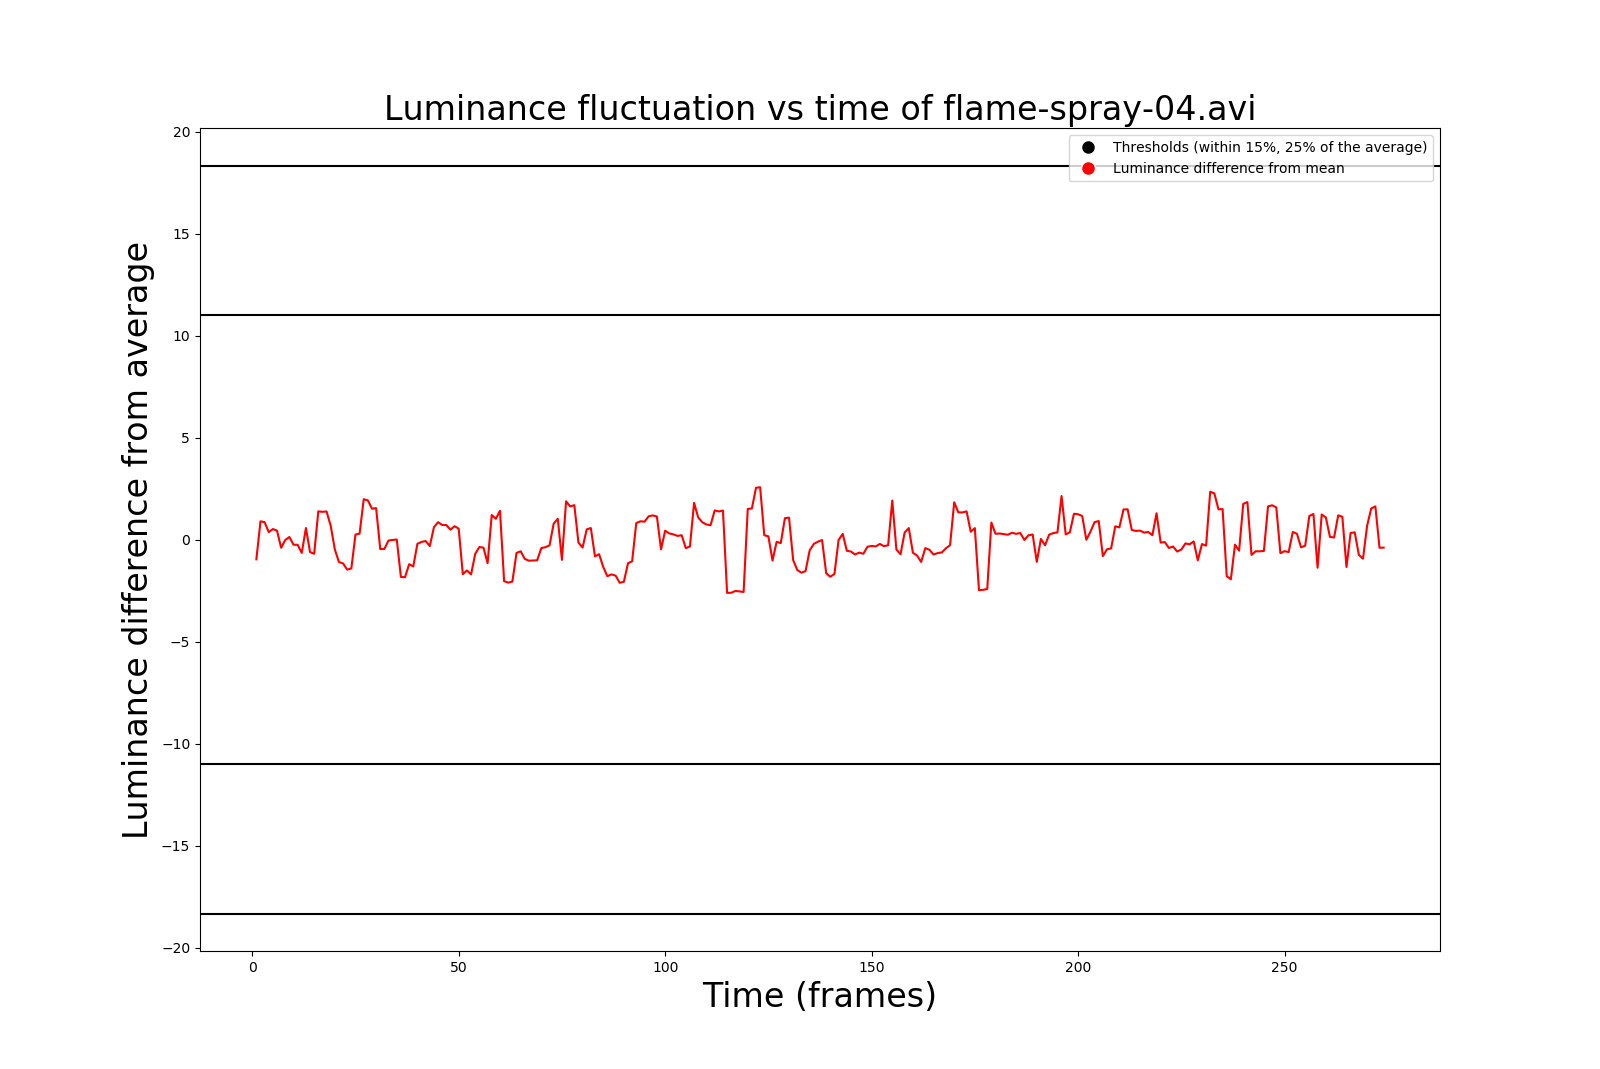 Luminance fluctuation vs time of flame-spray-04.avi
Thresholds (within 15%, 25% of the average)
Luminance difference from mean
Luminance difference from average
20
15
10
5
0
−5
−10
−15
−20
0 50 100 150 200 250
Time (frames)